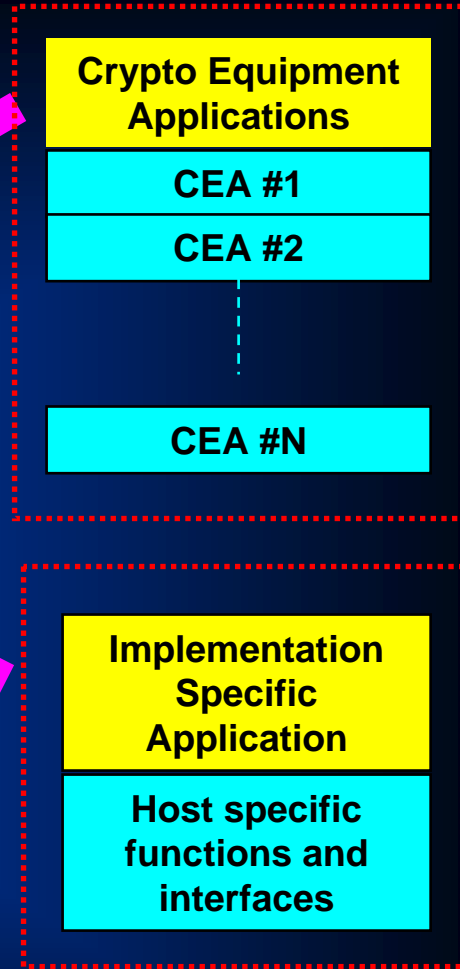 Crypto Equipment
Applications
CEA #1
CEA #2
CEA #N
Implementation
Specific
Application
Host specific
functions and
interfaces